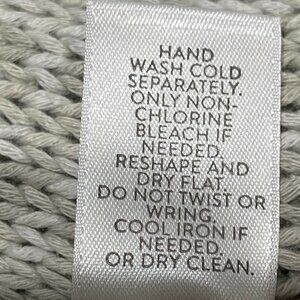 HAND
WASH COLD
SEPARATELY.
ONLY NON-
CHLORINE
BLEACH IF
NEEDED.
RESHAPE AND
DRY FLAT.
DO NOT TWIST OR
WRING.
COOL IRON IF
NEEDED.
OR DRY CLEAN.